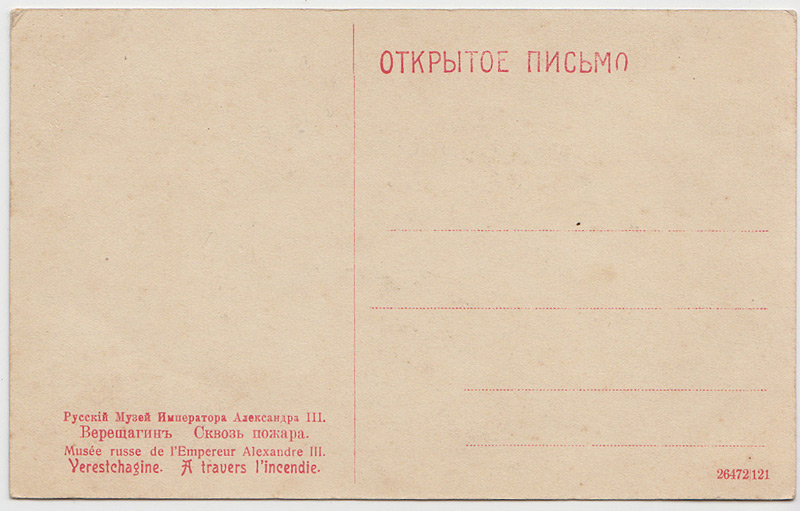 ОТКРЫТОЕ ПИСЬМО
Русскій Музей Императора Александра III.
Верещагинъ Сквозь пожара.
Musée russe de l'Empereur Alexandre III.
Verestchagine. A travers l'incendie.
26472|121